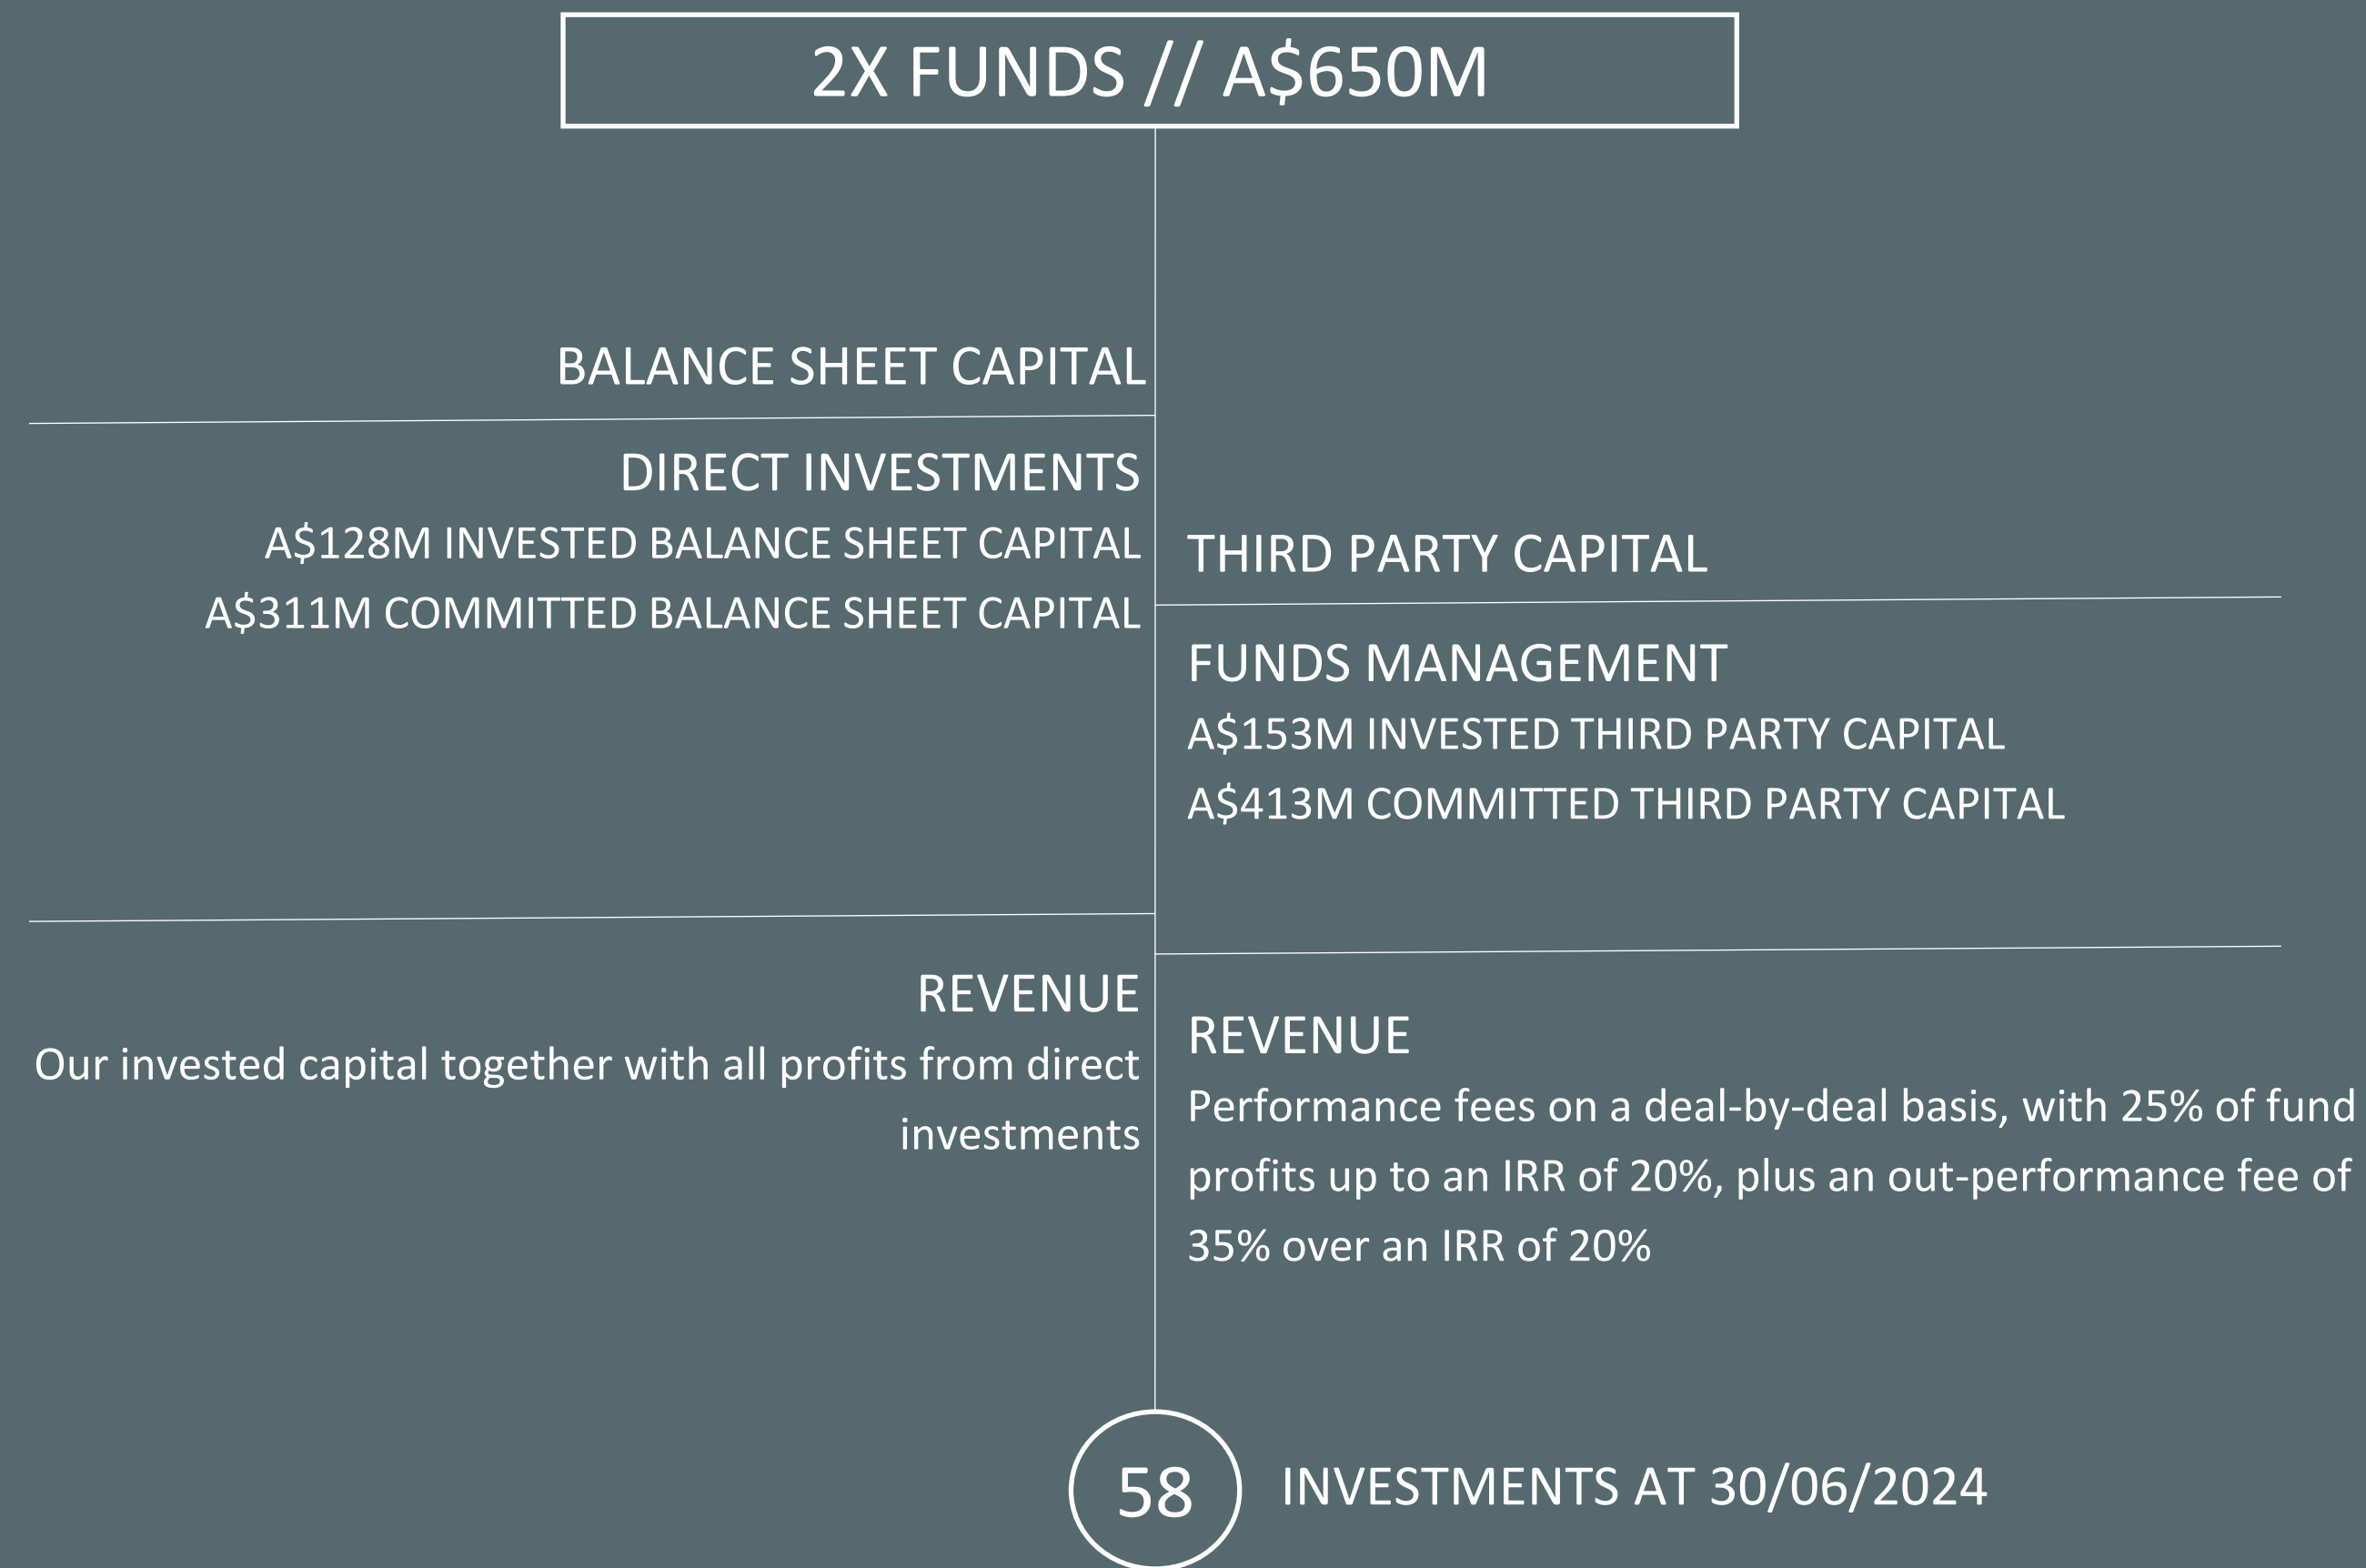 2X FUNDS // A$650M
BALANCE SHEET CAPITAL
DIRECT INVESTMENTS
A$128M INVESTED BALANCE SHEET CAPITAL
A$311M COMMITTED BALANCE SHEET CAPITAL
REVENUE
Our invested capital together with all profits from direct
investments
THIRD PARTY CAPITAL
FUNDS MANAGEMENT
A$153M INVESTED THIRD PARTY CAPITAL
A$413M COMMITTED THIRD PARTY CAPITAL
REVENUE
Performance fees on a deal-by-deal basis, with 25% of fund
profits up to an IRR of 20%, plus an out-performance fee of
35% over an IRR of 20%
58 INVESTMENTS AT 30/06/2024